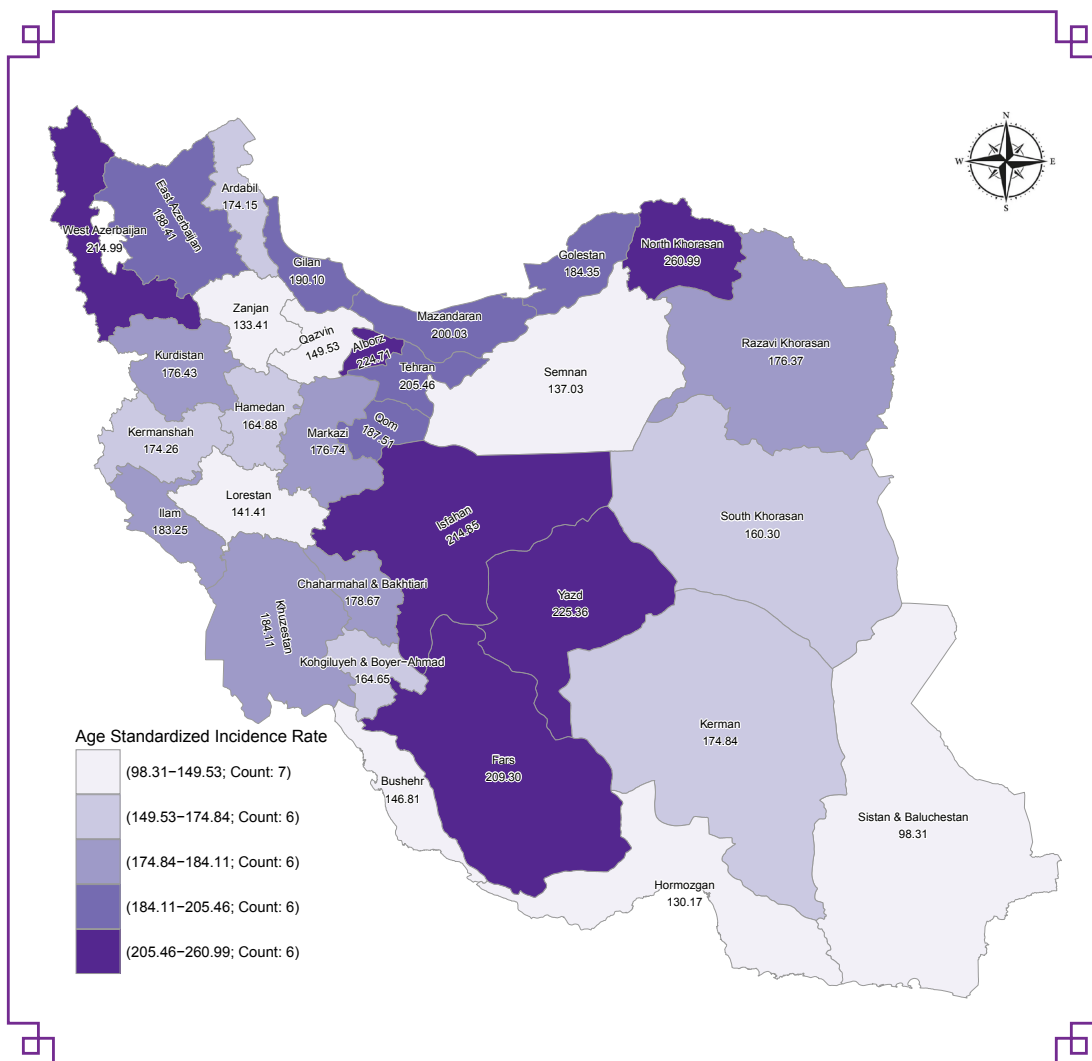 N
W
E
S
Ardabil
174.15
East Azerbaijan
188.41
West Azerbaijan
214.99
Gilan
190.10
Golestan
184.35
North Khorasan
260.99
Zanjan
133.41
Mazandaran
200.03
Qazvin
149.53
Alborz
224.71
Razavi Khorasan
176.37
Kurdistan
176.43
Tehran
205.46
Semnan
137.03
Hamedan
164.88
Qom
187.51
Kermanshah
174.26
Markazi
176.74
Lorestan
141.41
Ilam
183.25
Isfahan
214.85
South Khorasan
160.30
Chaharmahal & Bakhtiari
178.67
Yazd
225.36
Khuzestan
184.11
Kohgiluyeh & Boyer−Ahmad
164.65
Kerman
174.84
Fars
209.30
Bushehr
146.81
Sistan & Baluchestan
98.31
Hormozgan
130.17
Age Standardized Incidence Rate
(98.31−149.53; Count: 7)
(149.53−174.84; Count: 6)
(174.84−184.11; Count: 6)
(184.11−205.46; Count: 6)
(205.46−260.99; Count: 6)